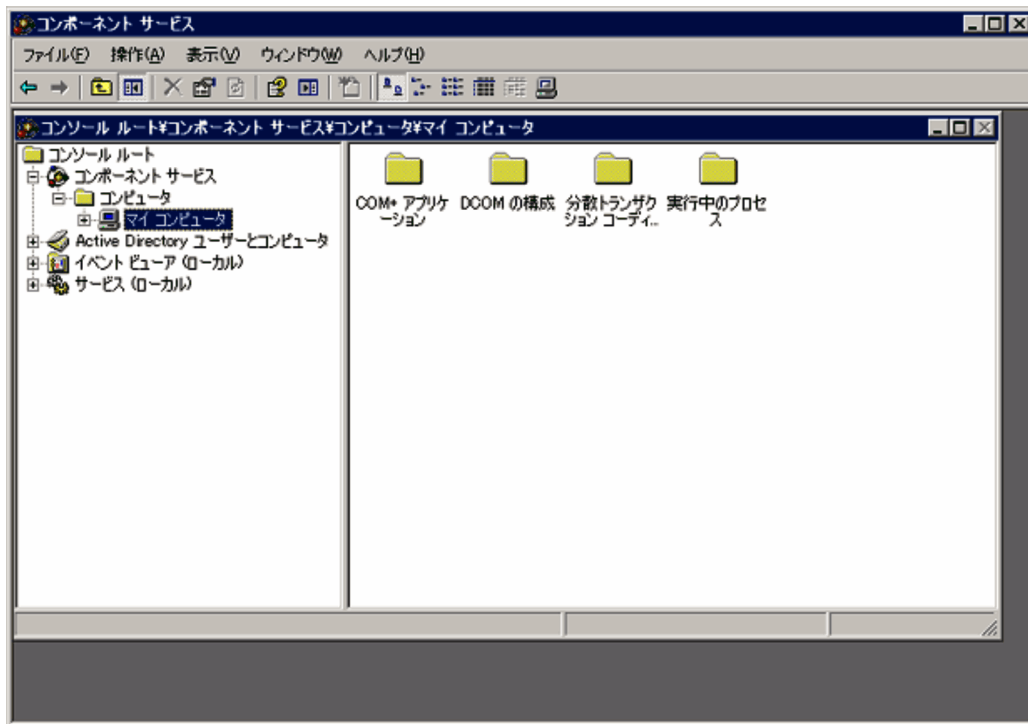 コンポーネント サービス
ファイル(F) 操作(A) 表示(V) ウィンドウ(W) ヘルプ(H)
コンソール ルート¥コンポーネント サービス¥コンピュータ¥マイ コンピュータ
コンソール ルート
コンポーネント サービス
コンピュータ
マイ コンピュータ
Active Directory ユーザーとコンピュータ
イベント ビューア (ローカル)
サービス (ローカル)
COM+ アプリケ
ーション
DCOM の構成
分散トランザク
ション コーディ...
実行中のプロセ
ス